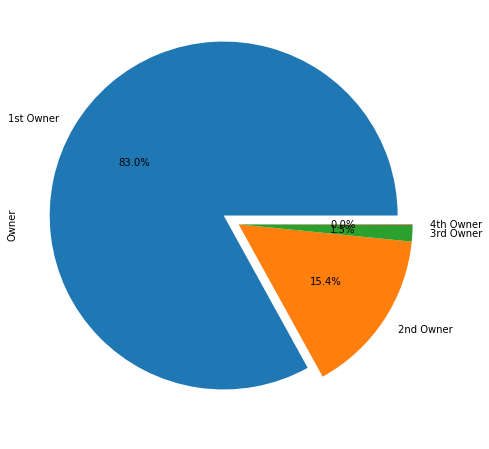 1st Owner
83.0%
Owner
0.0%
4th Owner
1.5%
3rd Owner
15.4%
2nd Owner